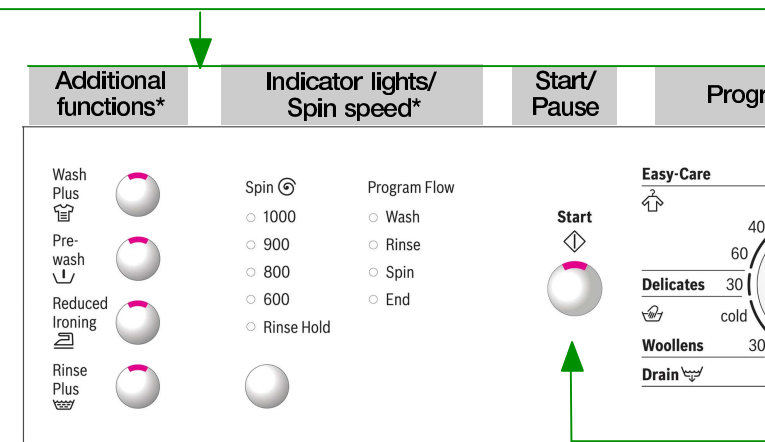 Additional
functions*
Indicator lights/
Spin speed*
Start/
Pause
Wash
Plus
Pre-
wash
Reduced
Ironing
Rinse
Plus
Spin
1000
900
800
600
Rinse Hold
Program Flow
Wash
Rinse
Spin
End
Start
Easy-Care
40
60
Delicates 30
cold
Woollens 30
Drain